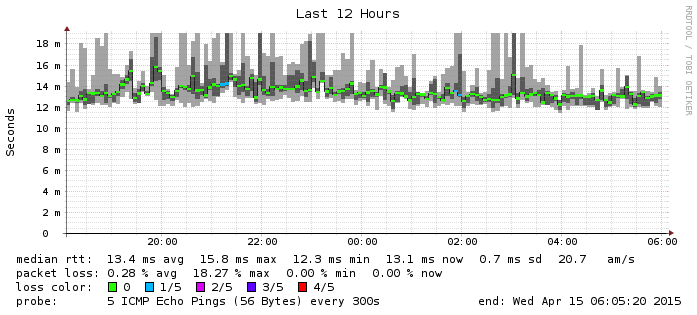 Last 12 Hours
RRDTOOL / TOBI OETIKER
Seconds
18 m
16 m
14 m
12 m
10 m
8 m
6 m
4 m
2 m
0
20:00 22:00 00:00 02:00 04:00 06:00
median rtt: 13.4 ms avg 15.8 ms max 12.3 ms min 13.1 ms now 0.7 ms sd 20.7 am/s
packet loss: 0.28 % avg 18.27 % max 0.00 % min 0.00 % now
loss color: 0 1/5 2/5 3/5 4/5
probe: 5 ICMP Echo Pings (56 Bytes) every 300s end: Wed Apr 15 06:05:20 2015